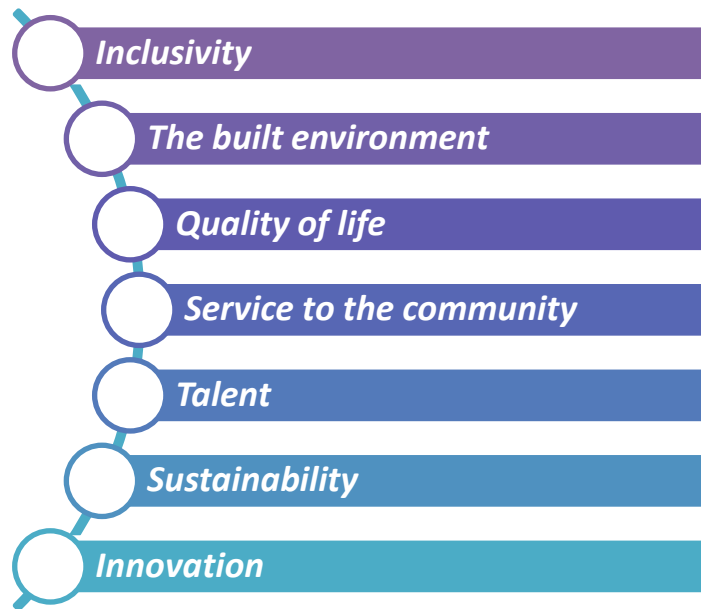 Inclusivity
The built environment
Quality of life
Service to the community
Talent
Sustainability
Innovation